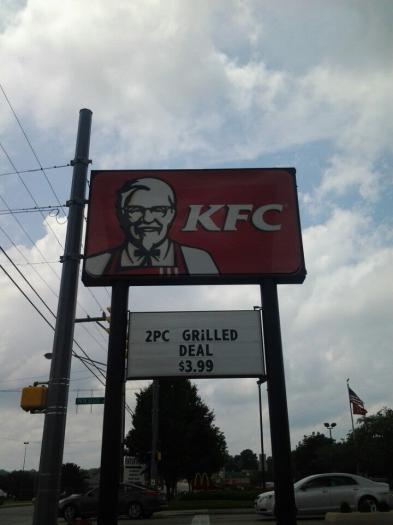 KFC
2PC GRiLLED
DEAL
$3.99